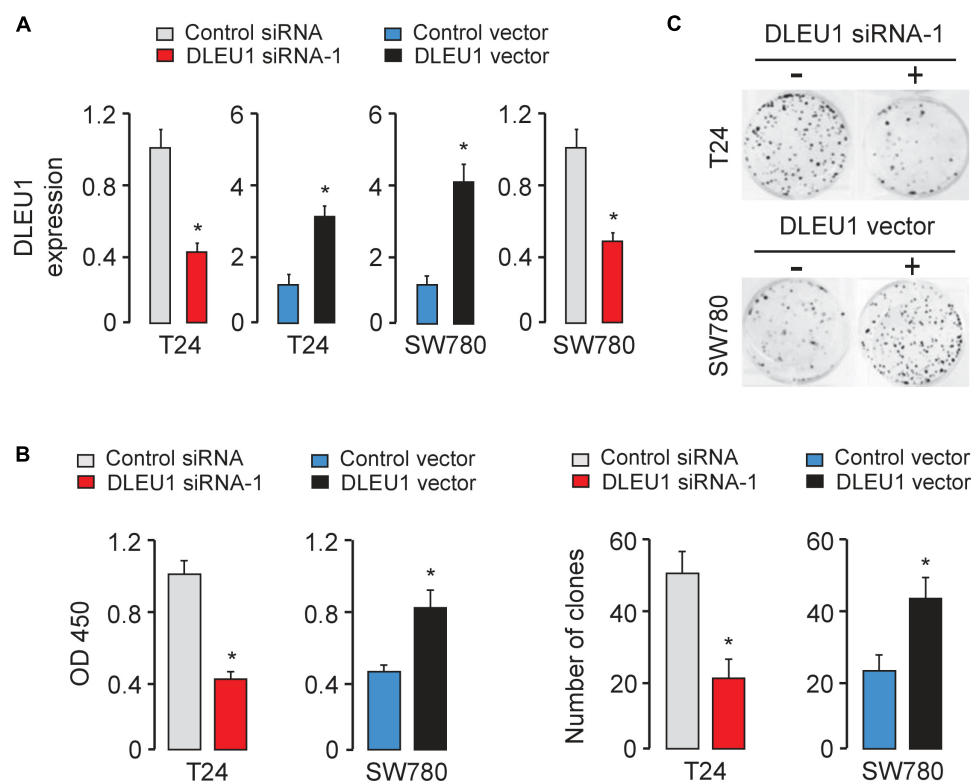 A
Control siRNA
DLEU1 siRNA-1
Control vector
DLEU1 vector
DLEU1
expression
1.2
0.8
0.4
0
*
T24
6
4
2
0
*
T24
6
4
2
0
*
SW780
1.2
0.8
0.4
0
*
SW780
C
DLEU1 siRNA-1
- +
T24
DLEU1 vector
- +
SW780
B
Control siRNA
DLEU1 siRNA-1
Control vector
DLEU1 vector
OD 450
1.2
0.8
0.4
0
*
T24
1.2
0.8
0.4
0
*
SW780
Control siRNA
DLEU1 siRNA-1
Control vector
DLEU1 vector
Number of clones
60
40
20
0
*
T24
60
40
20
0
*
SW780